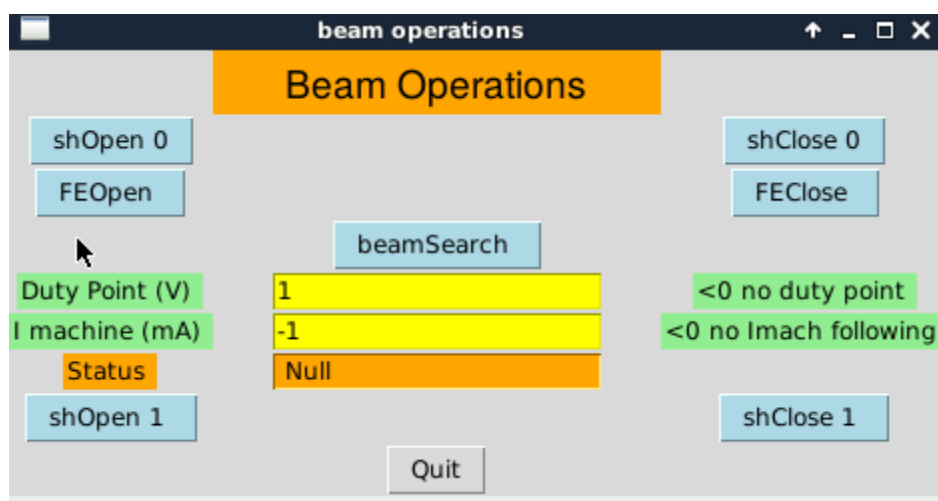 beam operations
Beam Operations
shOpen 0 shClose 0
FEOpen FEClose
beamSearch
Duty Point (V) 1 <0 no duty point
I machine (mA) -1 <0 no Imach following
Status Null
shOpen 1 shClose 1
Quit